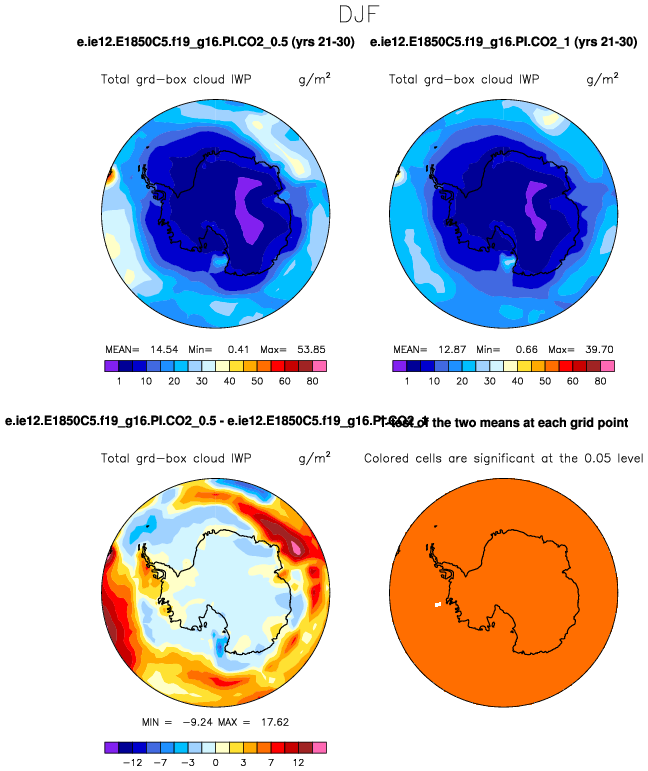 DJF
e.ie12.E1850C5.f19_g16.PI.CO2_0.5 (yrs 21-30)
e.ie12.E1850C5.f19_g16.PI.CO2_1 (yrs 21-30)
Total grd-box cloud IWP g/m²
Total grd-box cloud IWP g/m²
MEAN= 14.54 Min= 0.41 Max= 53.85
MEAN= 12.87 Min= 0.66 Max= 39.70
1 10 20 30 40 50 60 80
1 10 20 30 40 50 60 80
e.ie12.E1850C5.f19_g16.PI.CO2_0.5 - e.ie12.E1850C5.f19_g16.PI.CO2_1
T-test of the two means at each grid point
Total grd-box cloud IWP g/m²
Colored cells are significant at the 0.05 level
MIN = -9.24 MAX = 17.62
-12 -7 -3 0 3 7 12